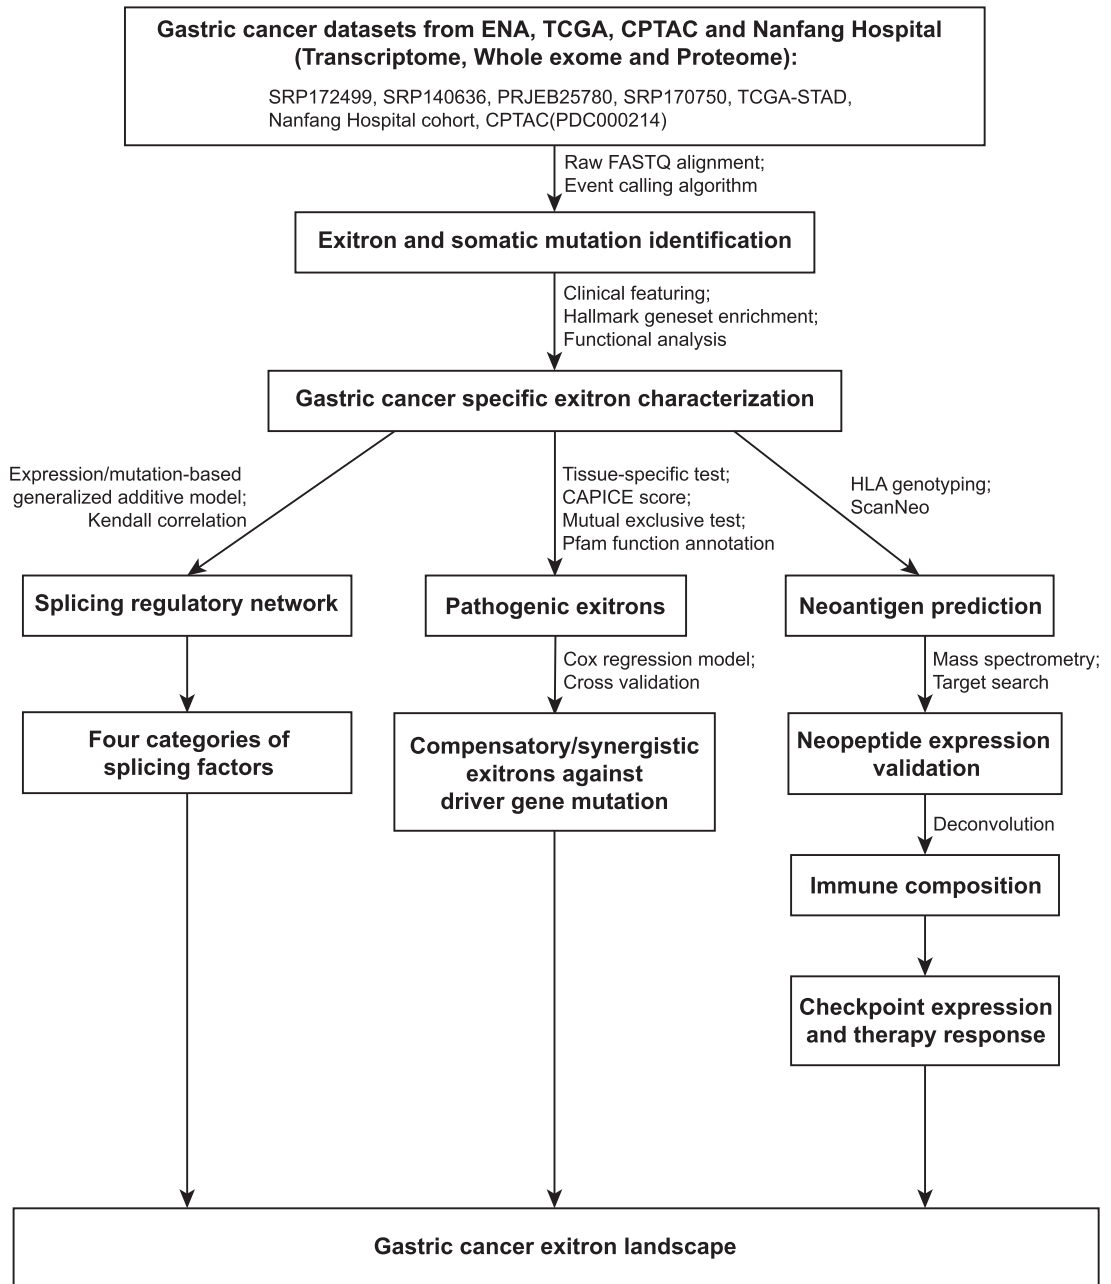 Gastric cancer datasets from ENA, TCGA, CPTAC and Nanfang Hospital
(Transcriptome, Whole exome and Proteome):
SRP172499, SRP140636, PRJEB25780, SRP170750, TCGA-STAD,
Nanfang Hospital cohort, CPTAC(PDC000214)
Raw FASTQ alignment;
Event calling algorithm
Exitron and somatic mutation identification
Clinical featuring;
Hallmark geneset enrichment;
Functional analysis
Gastric cancer specific exitron characterization
Expression/mutation-based
generalized additive model;
Kendall correlation
Tissue-specific test;
CAPICE score;
Mutual exclusive test;
Pfam function annotation
HLA genotyping;
ScanNeo
Splicing regulatory network
Pathogenic exitrons
Neoantigen prediction
Cox regression model;
Cross validation
Mass spectrometry;
Target search
Four categories of
splicing factors
Compensatory/synergistic
exitrons against
driver gene mutation
Neopeptide expression
validation
Deconvolution
Immune composition
Checkpoint expression
and therapy response
Gastric cancer exitron landscape